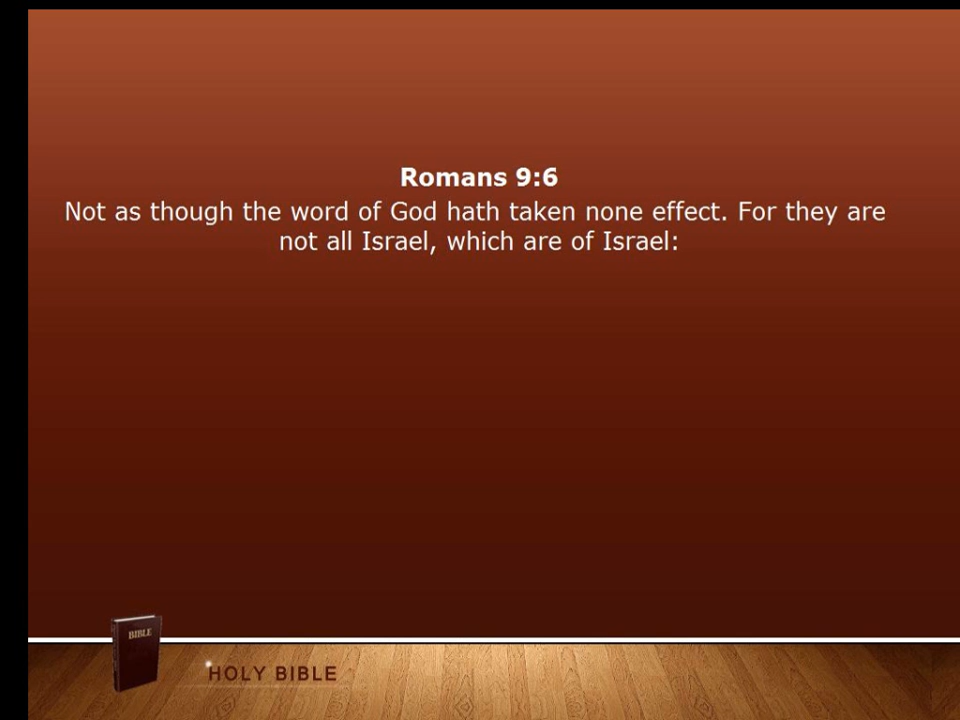 Romans 9:6
Not as though the word of God hath taken none effect. For they are
not all Israel, which are of Israel:
BIBLE
HOLY BIBLE